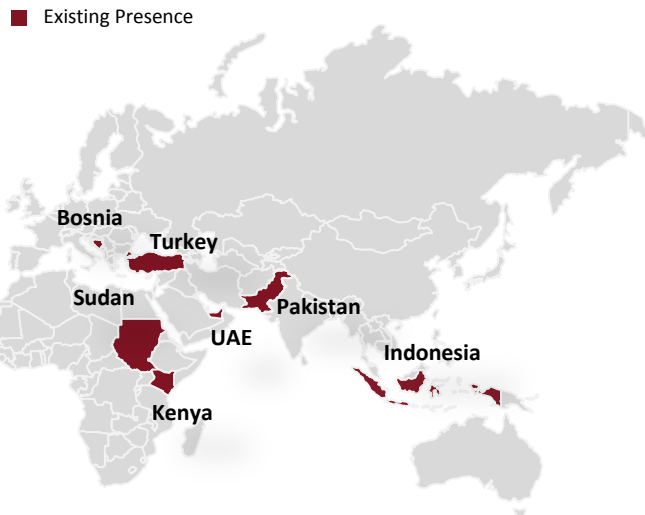 Existing Presence
Bosnia
Turkey
Sudan
Pakistan
UAE
Indonesia
Kenya